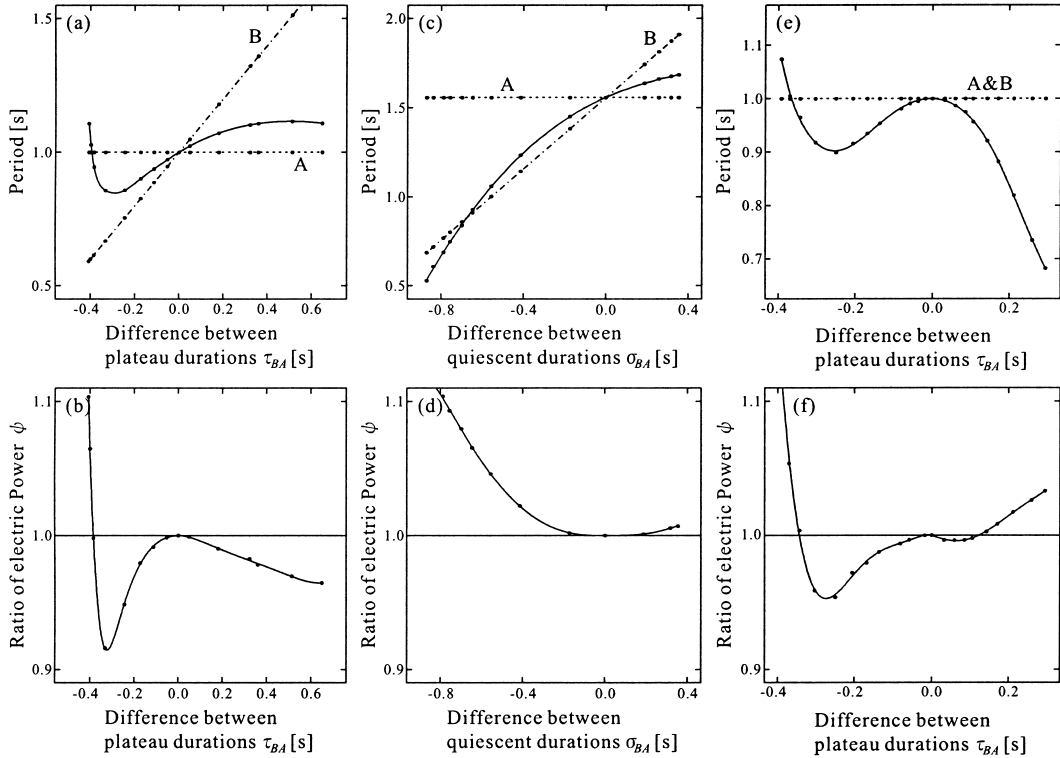 (a)
B
A
1.5
1.0
0.5
Period [s]
-0.4 -0.2 0.0 0.2 0.4 0.6
Difference between
plateau durations τBA [s]
(c)
B
A
2.0
1.5
1.0
0.5
Period [s]
-0.8 -0.4 0.0 0.4
Difference between
quiescent durations σBA [s]
(e)
A&B
1.1
1.0
0.9
0.8
0.7
Period [s]
-0.4 -0.2 0.0 0.2
Difference between
plateau durations τBA [s]
(b)
1.1
1.0
0.9
Ratio of electric Power ϕ
-0.4 -0.2 0.0 0.2 0.4 0.6
Difference between
plateau durations τBA [s]
(d)
1.1
1.0
0.9
Ratio of electric Power ϕ
-0.8 -0.4 0.0 0.4
Difference between
quiescent durations σBA [s]
(f)
1.1
1.0
0.9
Ratio of electric Power ϕ
-0.4 -0.2 0.0 0.2
Difference between
plateau durations τBA [s]